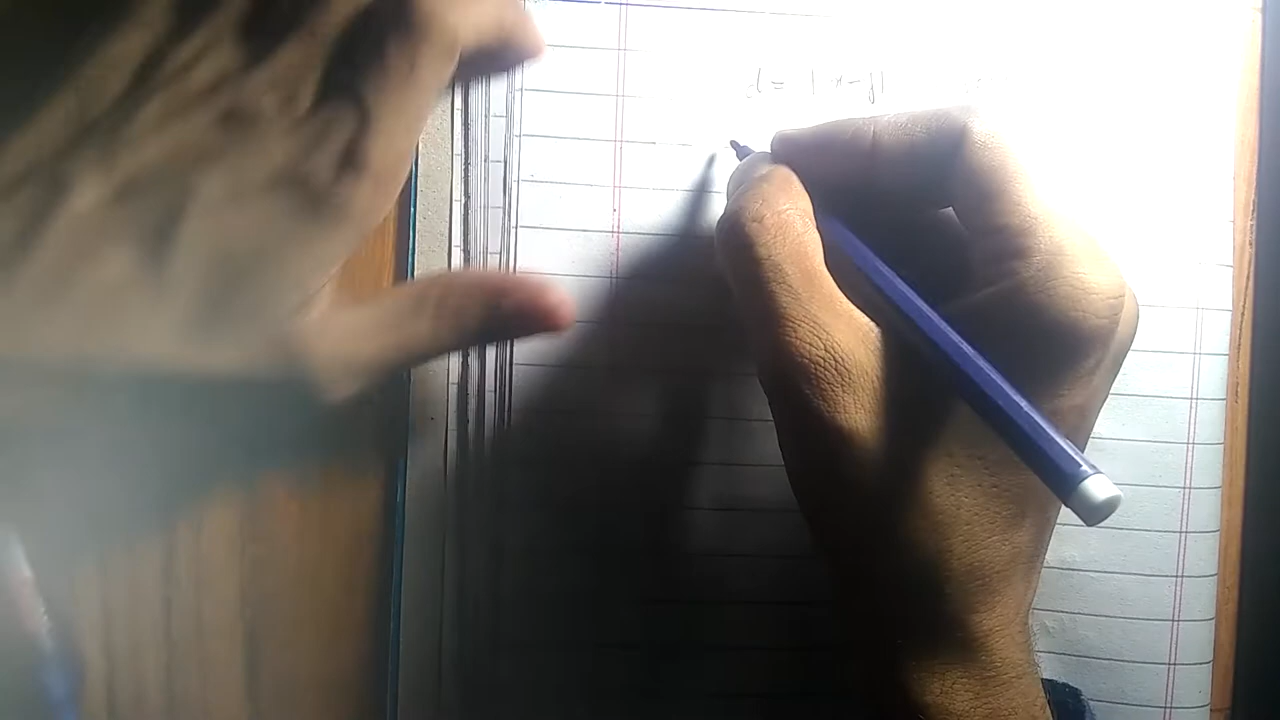 d = |x-y|